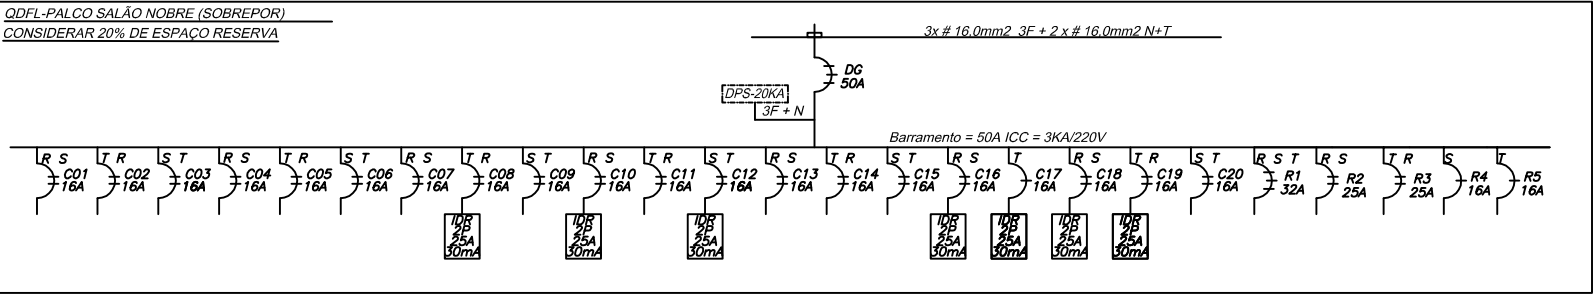 QDFL-PALCO SALÃO NOBRE (SOBREPOR)
CONSIDERAR 20% DE ESPAÇO RESERVA
3x # 16.0mm2 3F + 2 x # 16.0mm2 N+T
DG
50A
DPS-20KA
3F + N
Barramento = 50A ICC = 3KA/220V
R S T R S T R S T R S T R S T R S T R S T R S T R S T R S T T R S T R S T R S T R S T R S T
C01 C02 C03 C04 C05 C06 C07 C08 C09 C10 C11 C12 C13 C14 C15 C16 C17 C18 C19 C20 R1 R2 R3 R4 R5
16A 16A 16A 16A 16A 16A 16A 16A 16A 16A 16A 16A 16A 16A 16A 16A 16A 16A 16A 16A 32A 25A 25A 16A 16A
IDR IDR IDR IDR IDR IDR IDR
2P 2P 2P 2P 2P 2P 2P
25A 25A 25A 25A 25A 25A 25A
30mA 30mA 30mA 30mA 30mA 30mA 30mA